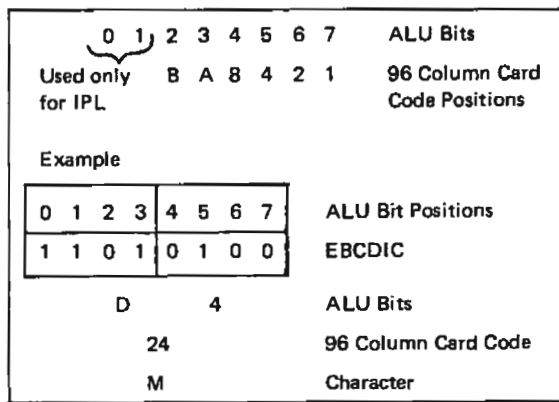 0 1 2 3 4 5 6 7 ALU Bits
Used only B A 8 4 2 1 96 Column Card
for IPL Code Positions
Example
0 1 2 3 4 5 6 7 ALU Bit Positions
1 1 0 1 0 1 0 0 EBCDIC
D 4 ALU Bits
24 96 Column Card Code
M Character